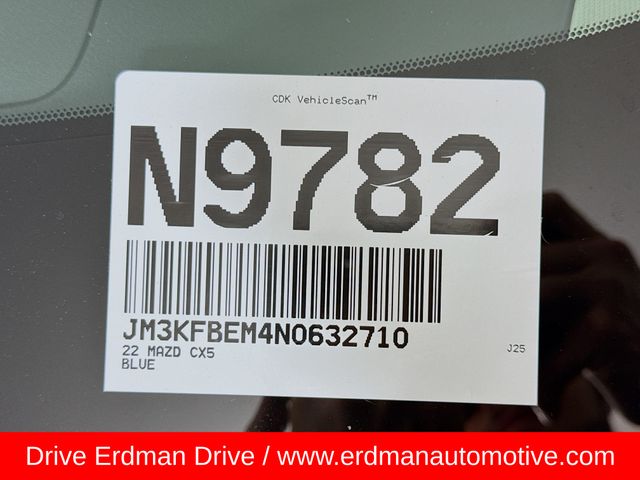 CDK VehicleScan™
N9782
JM3KFBEM4N0632710
22 MAZD CX5
BLUE
J25
Drive Erdman Drive / www.erdmanautomotive.com